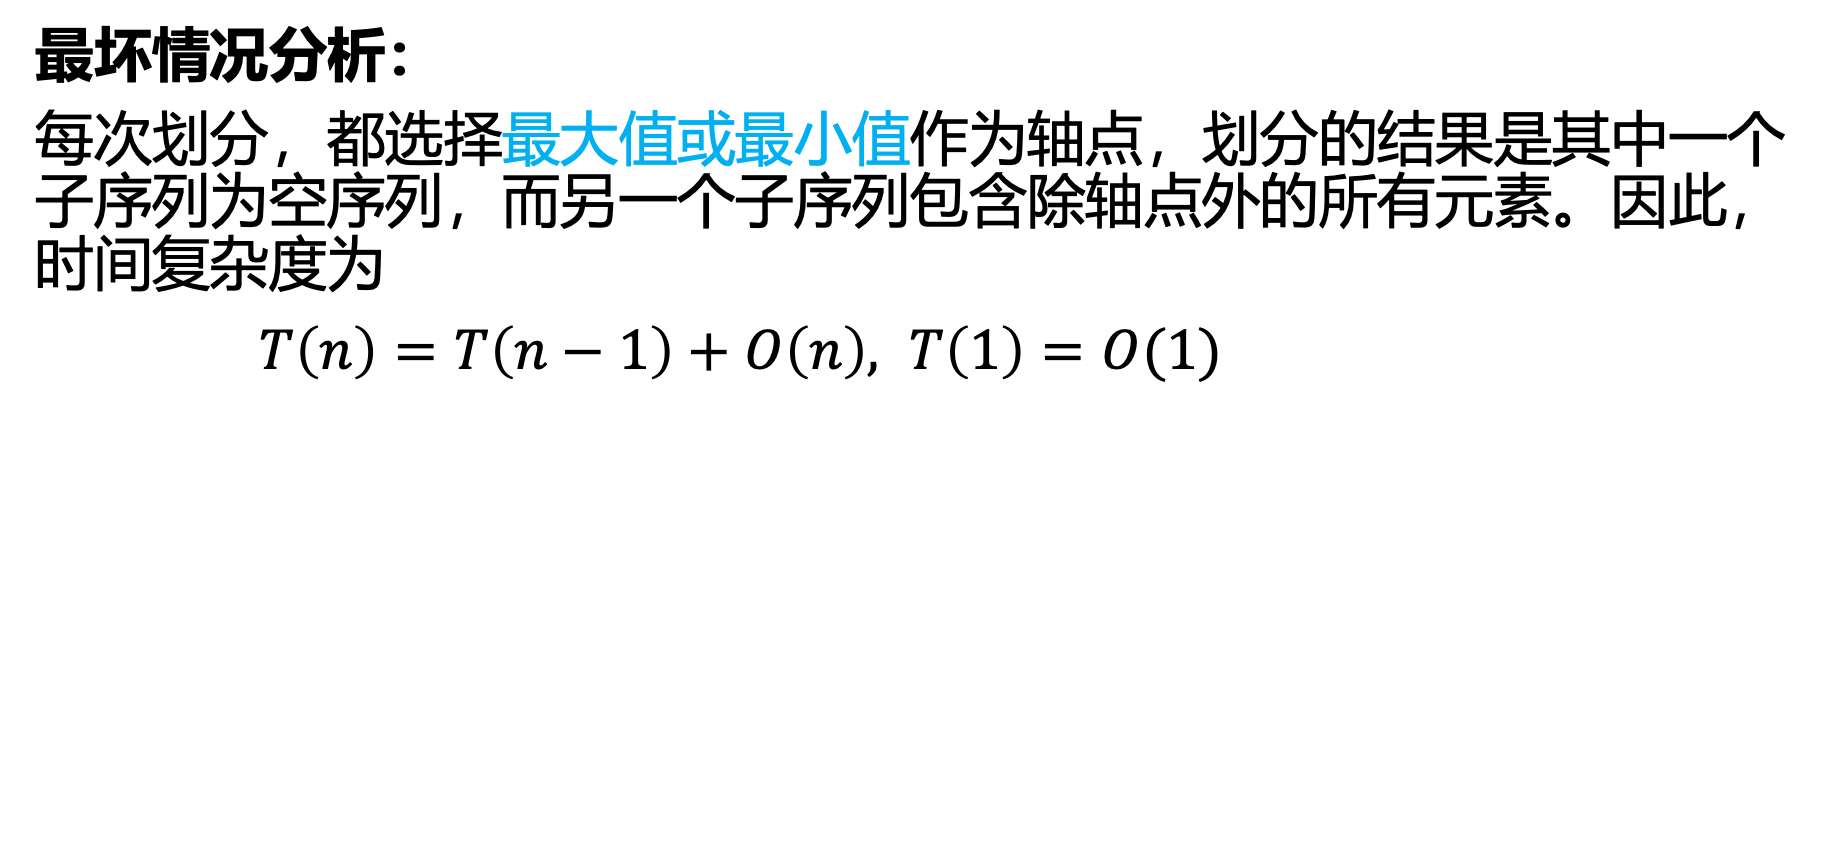 最坏情况分析：
每次划分，都选择最大值或最小值作为轴点，划分的结果是其中一个
子序列为空序列，而另一个子序列包含除轴点外的所有元素。因此，
时间复杂度为
T(n) = T(n − 1) + O(n), T(1) = O(1)